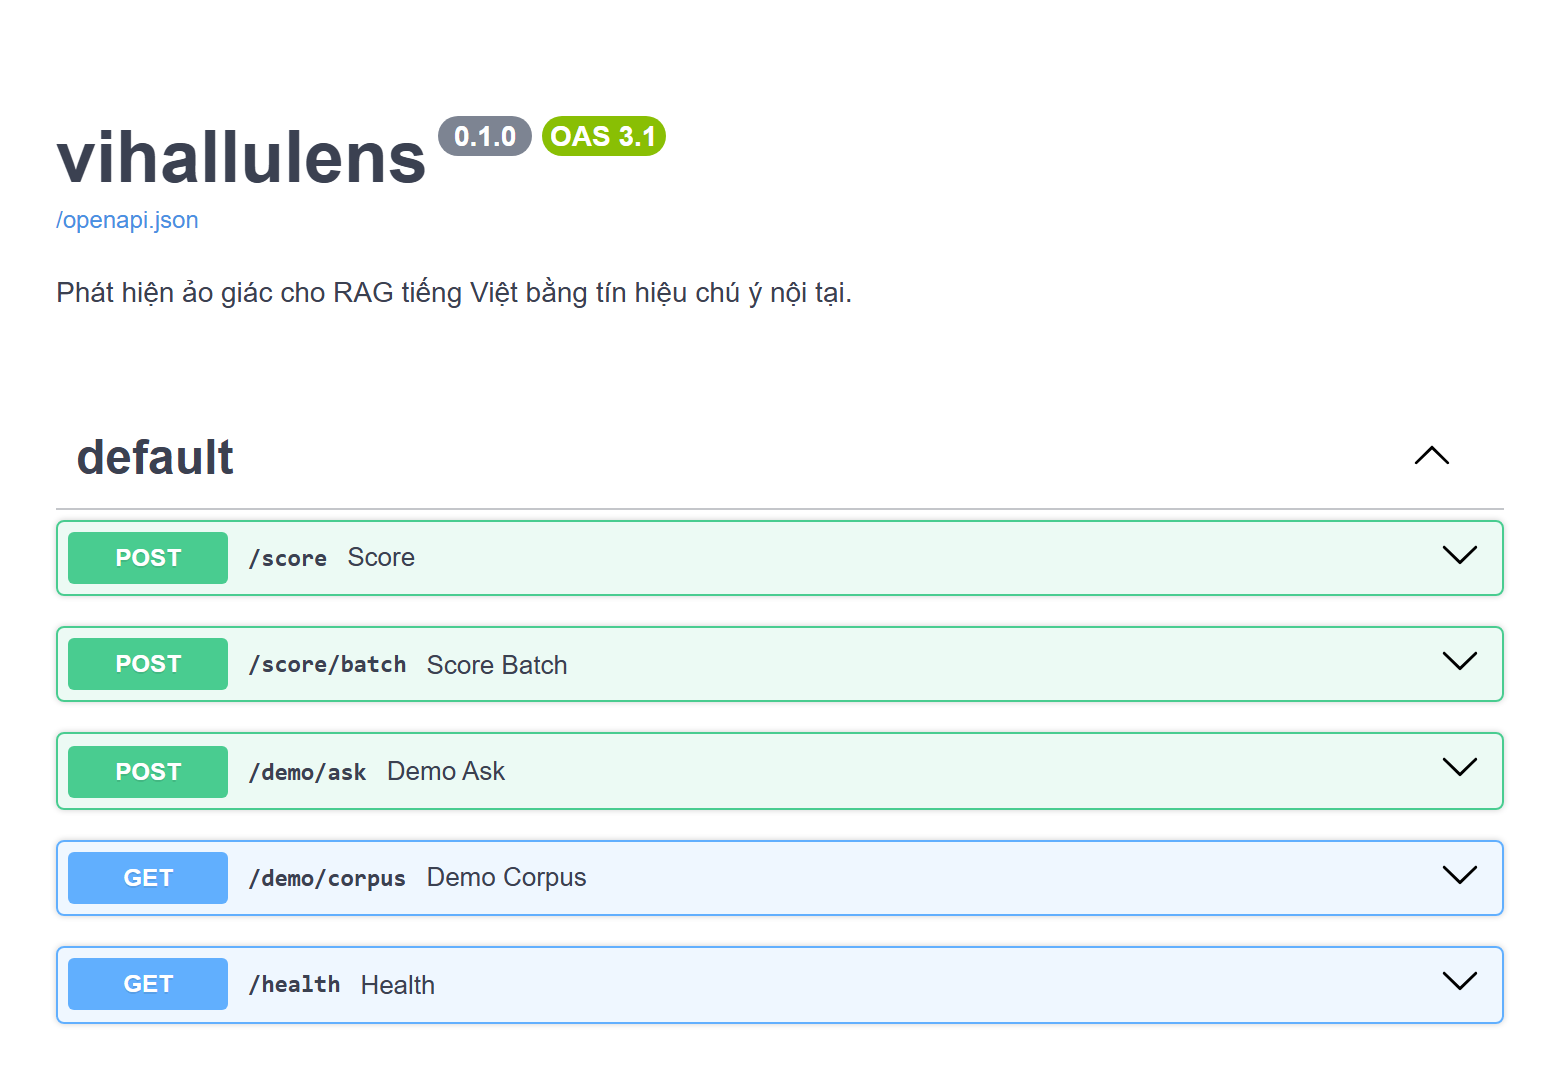 vihallulens 0.1.0 OAS 3.1
/openapi.json
Phát hiện ảo giác cho RAG tiếng Việt bằng tín hiệu chú ý nội tại.
default
POST /score Score
POST /score/batch Score Batch
POST /demo/ask Demo Ask
GET /demo/corpus Demo Corpus
GET /health Health